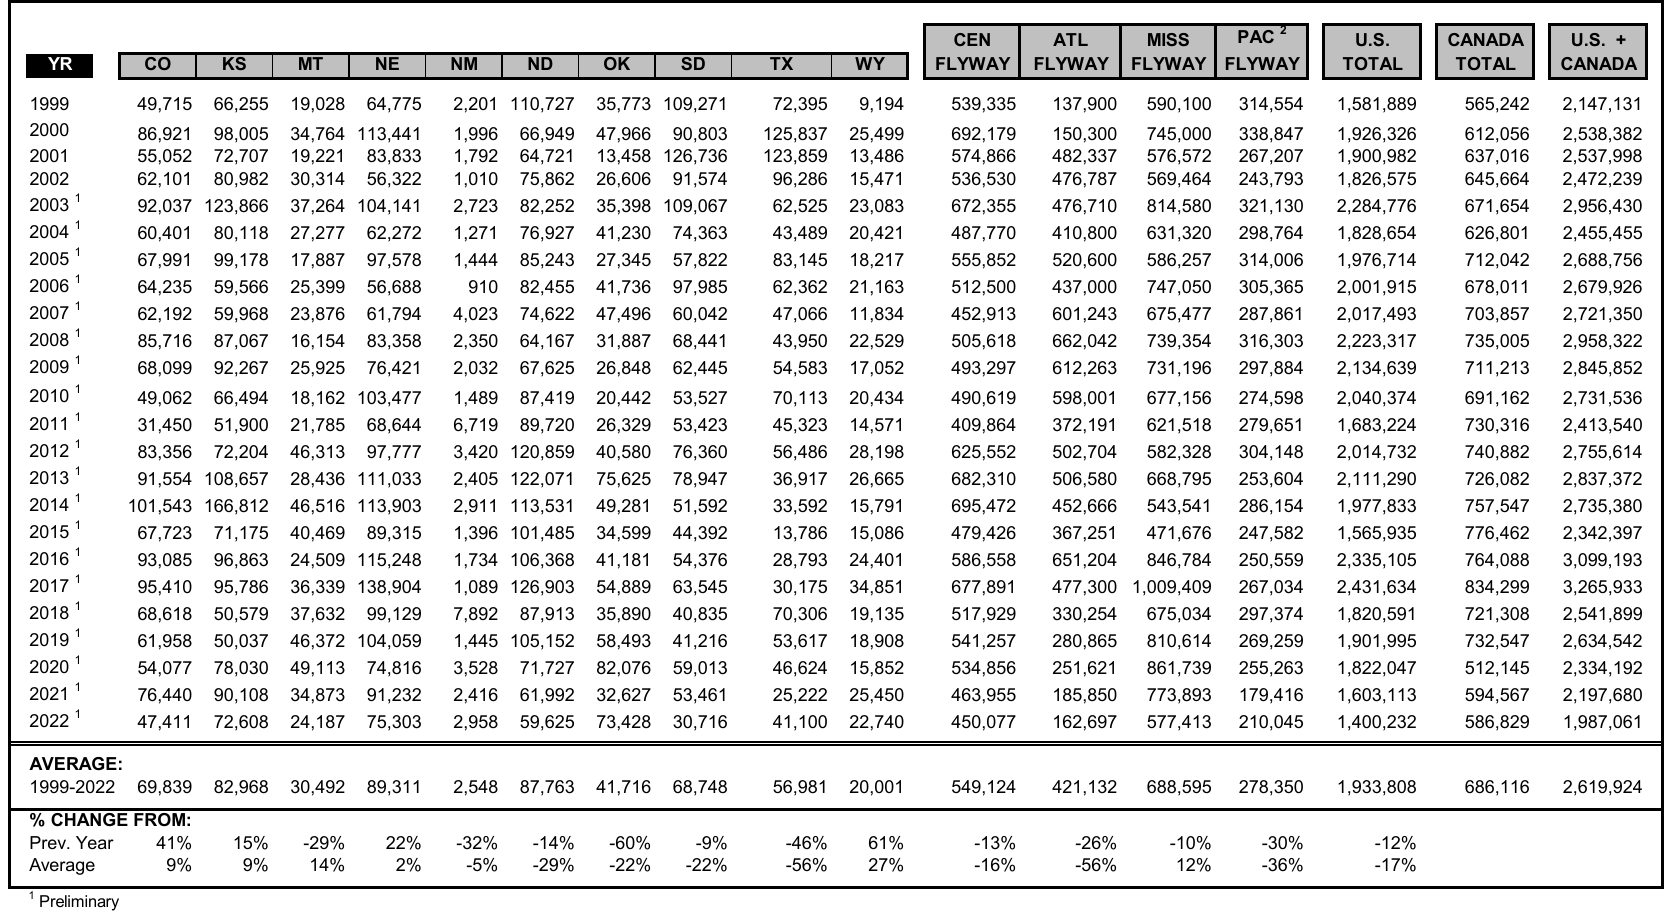 CEN ATL MISS PAC ² U.S. CANADA U.S. +
YR CO KS MT NE NM ND OK SD TX WY FLYWAY FLYWAY FLYWAY FLYWAY TOTAL TOTAL CANADA
1999 49,715 66,255 19,028 64,775 2,201 110,727 35,773 109,271 72,395 9,194 539,335 137,900 590,100 314,554 1,581,889 565,242 2,147,131
2000 86,921 98,005 34,764 113,441 1,996 66,949 47,966 90,803 125,837 25,499 692,179 150,300 745,000 338,847 1,926,326 612,056 2,538,382
2001 55,052 72,707 19,221 83,833 1,792 64,721 13,458 126,736 123,859 13,486 574,866 482,337 576,572 267,207 1,900,982 637,016 2,537,998
2002 62,101 80,982 30,314 56,322 1,010 75,862 26,606 91,574 96,286 15,471 536,530 476,787 569,464 243,793 1,826,575 645,664 2,472,239
2003 ¹ 92,037 123,866 37,264 104,141 2,723 82,252 35,398 109,067 62,525 23,083 672,355 476,710 814,580 321,130 2,284,776 671,654 2,956,430
2004 ¹ 60,401 80,118 27,277 62,272 1,271 76,927 41,230 74,363 43,489 20,421 487,770 410,800 631,320 298,764 1,828,654 626,801 2,455,455
2005 ¹ 67,991 99,178 17,887 97,578 1,444 85,243 27,345 57,822 83,145 18,217 555,852 520,600 586,257 314,006 1,976,714 712,042 2,688,756
2006 ¹ 64,235 59,566 25,399 56,688 910 82,455 41,736 97,985 62,362 21,163 512,500 437,000 747,050 305,365 2,001,915 678,011 2,679,926
2007 ¹ 62,192 59,968 23,876 61,794 4,023 74,622 47,496 60,042 47,066 11,834 452,913 601,243 675,477 287,861 2,017,493 703,857 2,721,350
2008 ¹ 85,716 87,067 16,154 83,358 2,350 64,167 31,887 68,441 43,950 22,529 505,618 662,042 739,354 316,303 2,223,317 735,005 2,958,322
2009 ¹ 68,099 92,267 25,925 76,421 2,032 67,625 26,848 62,445 54,583 17,052 493,297 612,263 731,196 297,884 2,134,639 711,213 2,845,852
2010 ¹ 49,062 66,494 18,162 103,477 1,489 87,419 20,442 53,527 70,113 20,434 490,619 598,001 677,156 274,598 2,040,374 691,162 2,731,536
2011 ¹ 31,450 51,900 21,785 68,644 6,719 89,720 26,329 53,423 45,323 14,571 409,864 372,191 621,518 279,651 1,683,224 730,316 2,413,540
2012 ¹ 83,356 72,204 46,313 97,777 3,420 120,859 40,580 76,360 56,486 28,198 625,552 502,704 582,328 304,148 2,014,732 740,882 2,755,614
2013 ¹ 91,554 108,657 28,436 111,033 2,405 122,071 75,625 78,947 36,917 26,665 682,310 506,580 668,795 253,604 2,111,290 726,082 2,837,372
2014 ¹ 101,543 166,812 46,516 113,903 2,911 113,531 49,281 51,592 33,592 15,791 695,472 452,666 543,541 286,154 1,977,833 757,547 2,735,380
2015 ¹ 67,723 71,175 40,469 89,315 1,396 101,485 34,599 44,392 13,786 15,086 479,426 367,251 471,676 247,582 1,565,935 776,462 2,342,397
2016 ¹ 93,085 96,863 24,509 115,248 1,734 106,368 41,181 54,376 28,793 24,401 586,558 651,204 846,784 250,559 2,335,105 764,088 3,099,193
2017 ¹ 95,410 95,786 36,339 138,904 1,089 126,903 54,889 63,545 30,175 34,851 677,891 477,300 1,009,409 267,034 2,431,634 834,299 3,265,933
2018 ¹ 68,618 50,579 37,632 99,129 7,892 87,913 35,890 40,835 70,306 19,135 517,929 330,254 675,034 297,374 1,820,591 721,308 2,541,899
2019 ¹ 61,958 50,037 46,372 104,059 1,445 105,152 58,493 41,216 53,617 18,908 541,257 280,865 810,614 269,259 1,901,995 732,547 2,634,542
2020 ¹ 54,077 78,030 49,113 74,816 3,528 71,727 82,076 59,013 46,624 15,852 534,856 251,621 861,739 255,263 1,822,047 512,145 2,334,192
2021 ¹ 76,440 90,108 34,873 91,232 2,416 61,992 32,627 53,461 25,222 25,450 463,955 185,850 773,893 179,416 1,603,113 594,567 2,197,680
2022 ¹ 47,411 72,608 24,187 75,303 2,958 59,625 73,428 30,716 41,100 22,740 450,077 162,697 577,413 210,045 1,400,232 586,829 1,987,061
AVERAGE:
1999-2022 69,839 82,968 30,492 89,311 2,548 87,763 41,716 68,748 56,981 20,001 549,124 421,132 688,595 278,350 1,933,808 686,116 2,619,924
% CHANGE FROM:
Prev. Year 41% 15% -29% 22% -32% -14% -60% -9% -46% 61% -13% -26% -10% -30% -12%
Average 9% 9% 14% 2% -5% -29% -22% -22% -56% 27% -16% -56% 12% -36% -17%
¹ Preliminary